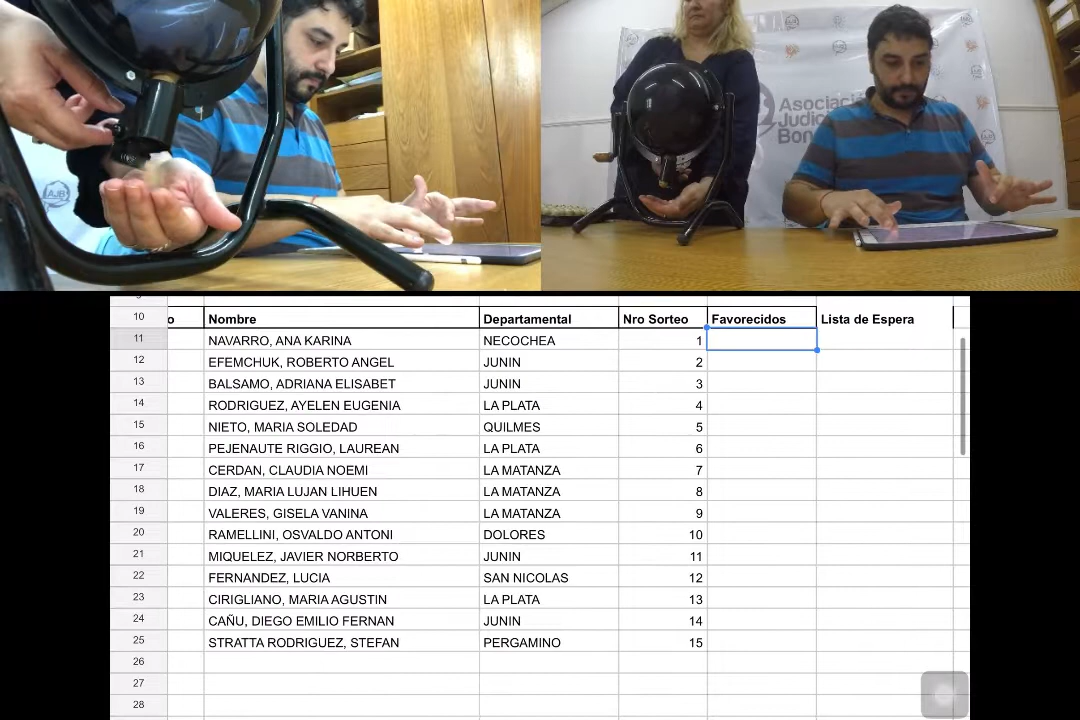 AJB
Asociación
Judicial
Bon
10 Nombre Departamental Nro Sorteo Favorecidos Lista de Espera
11 NAVARRO, ANA KARINA NECOCHEA 1
12 EFEMCHUK, ROBERTO ANGEL JUNIN 2
13 BALSAMO, ADRIANA ELISABET JUNIN 3
14 RODRIGUEZ, AYELEN EUGENIA LA PLATA 4
15 NIETO, MARIA SOLEDAD QUILMES 5
16 PEJENAUTE RIGGIO, LAUREAN LA PLATA 6
17 CERDAN, CLAUDIA NOEMI LA MATANZA 7
18 DIAZ, MARIA LUJAN LIHUEN LA MATANZA 8
19 VALERES, GISELA VANINA LA MATANZA 9
20 RAMELLINI, OSVALDO ANTONI DOLORES 10
21 MIQUELEZ, JAVIER NORBERTO JUNIN 11
22 FERNANDEZ, LUCIA SAN NICOLAS 12
23 CIRIGLIANO, MARIA AGUSTIN LA PLATA 13
24 CAÑU, DIEGO EMILIO FERNAN JUNIN 14
25 STRATTA RODRIGUEZ, STEFAN PERGAMINO 15
26
27
28